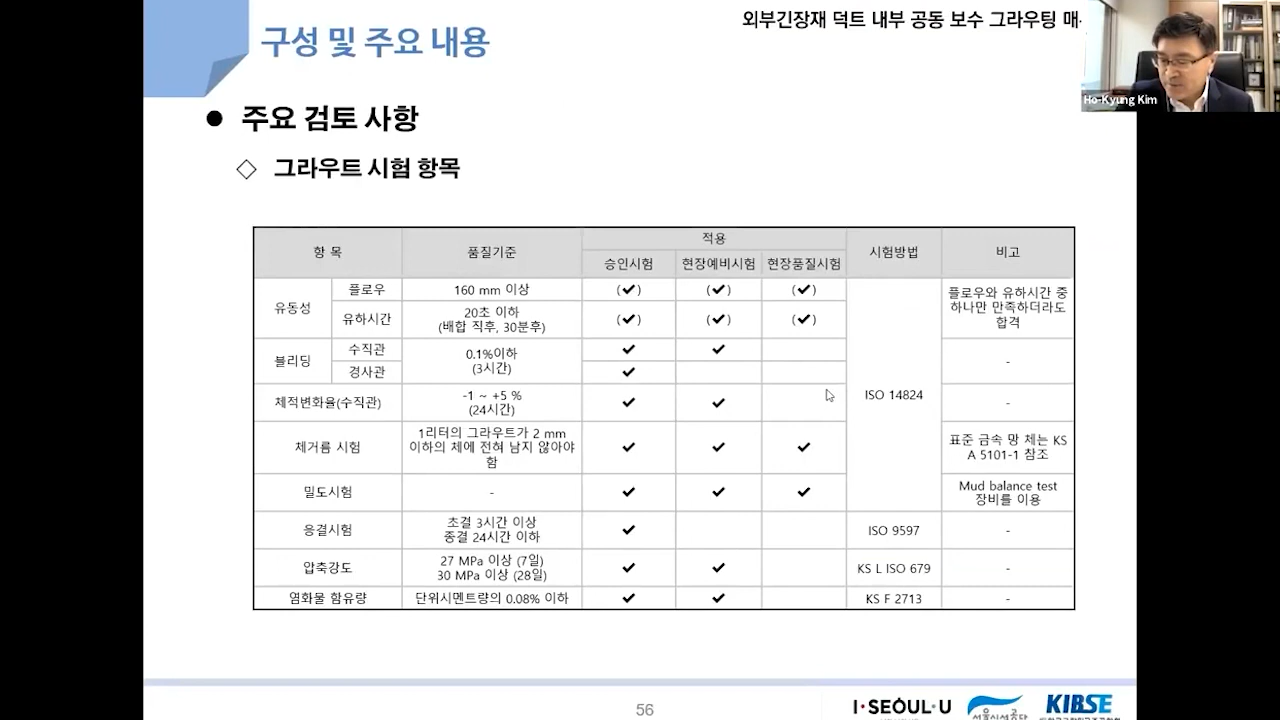 외부긴장재 덕트 내부 공동 보수 그라우팅 매
구성 및 주요 내용
Ho-Kyung Kim
주요 검토 사항
그라우트 시험 항목
항 목 품질기준 적용 시험방법 비고
승인시험 현장예비시험 현장품질시험
유동성 플로우 160 mm 이상 (✔) (✔) (✔) ISO 14824 플로우와 유하시간 중
하나만 만족하더라도
합격
유하시간 20초 이하
(배합 직후, 30분후) (✔) (✔) (✔)
블리딩 수직관 0.1%이하
(3시간) ✔ ✔ -
경사관 ✔
체적변화율(수직관) -1 ~ +5 %
(24시간) ✔ ✔ -
체거름 시험 1리터의 그라우트가 2 mm
이하의 체에 전혀 남지 않아야
함 ✔ ✔ ✔ 표준 금속 망 체는 KS
A 5101-1 참조
밀도시험 - ✔ ✔ ✔ Mud balance test
장비를 이용
응결시험 초결 3시간 이상
종결 24시간 이하 ✔ ISO 9597 -
압축강도 27 MPa 이상 (7일)
30 MPa 이상 (28일) ✔ ✔ KS L ISO 679 -
염화물 함유량 단위시멘트량의 0.08% 이하 ✔ ✔ KS F 2713 -
56
I·SEOUL·U
서울시설공단
KIBSE